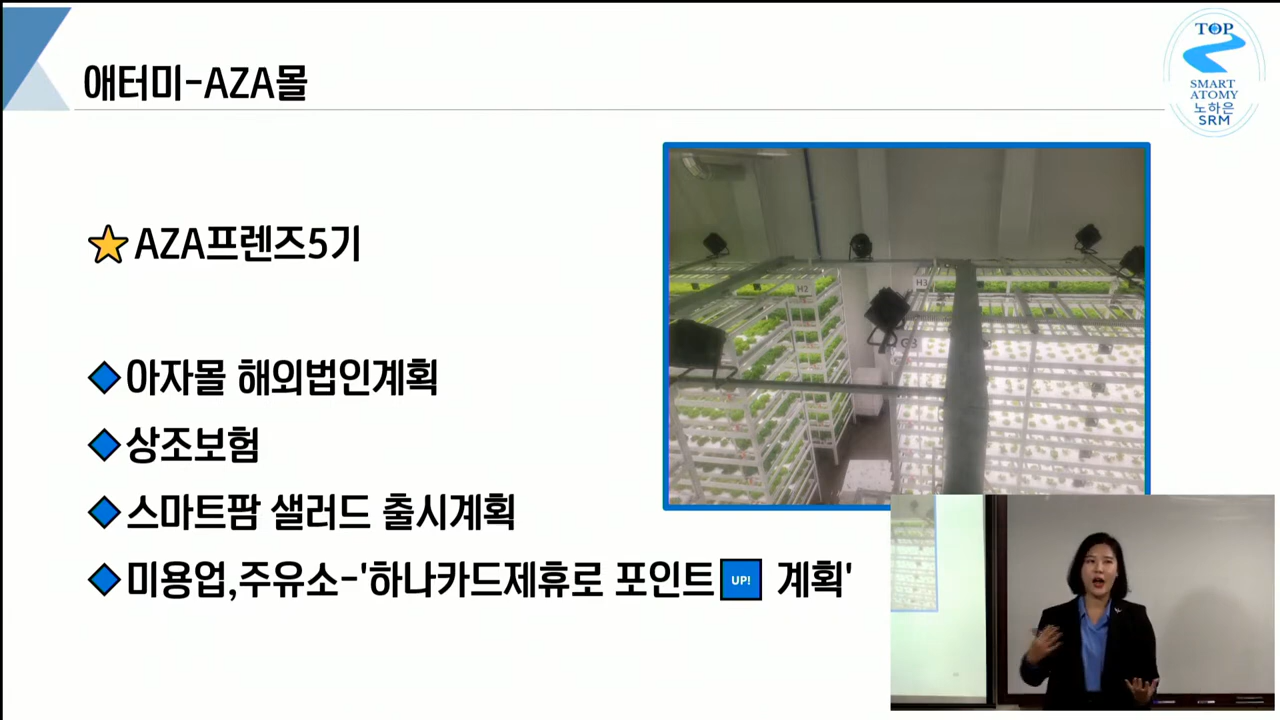 애터미-AZA몰
TOP
SMART
ATOMY
노하은
SRM
⭐AZA프렌즈5기
🔷아자몰 해외법인계획
🔷상조보험
🔷스마트팜 샐러드 출시계획
🔷미용업,주유소-'하나카드제휴로 포인트 UP! 계획'
H2
H3
G3